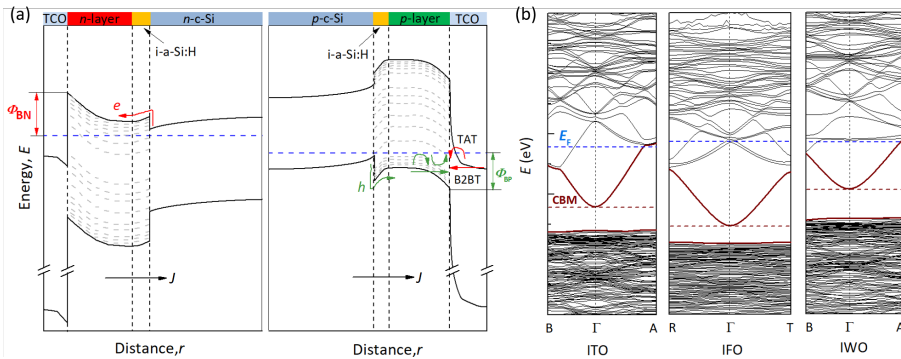 (a)
TCO n-layer n-c-Si
p-c-Si p-layer TCO
i-a-Si:H
i-a-Si:H
Φ_BN
e
Energy, E
J
Distance,r
TAT
B2BT
Φ_BP
h
J
Distance,r
(b)
E (eV)
E_F
CBM
B Γ A
ITO
R Γ T
IFO
B Γ A
IWO